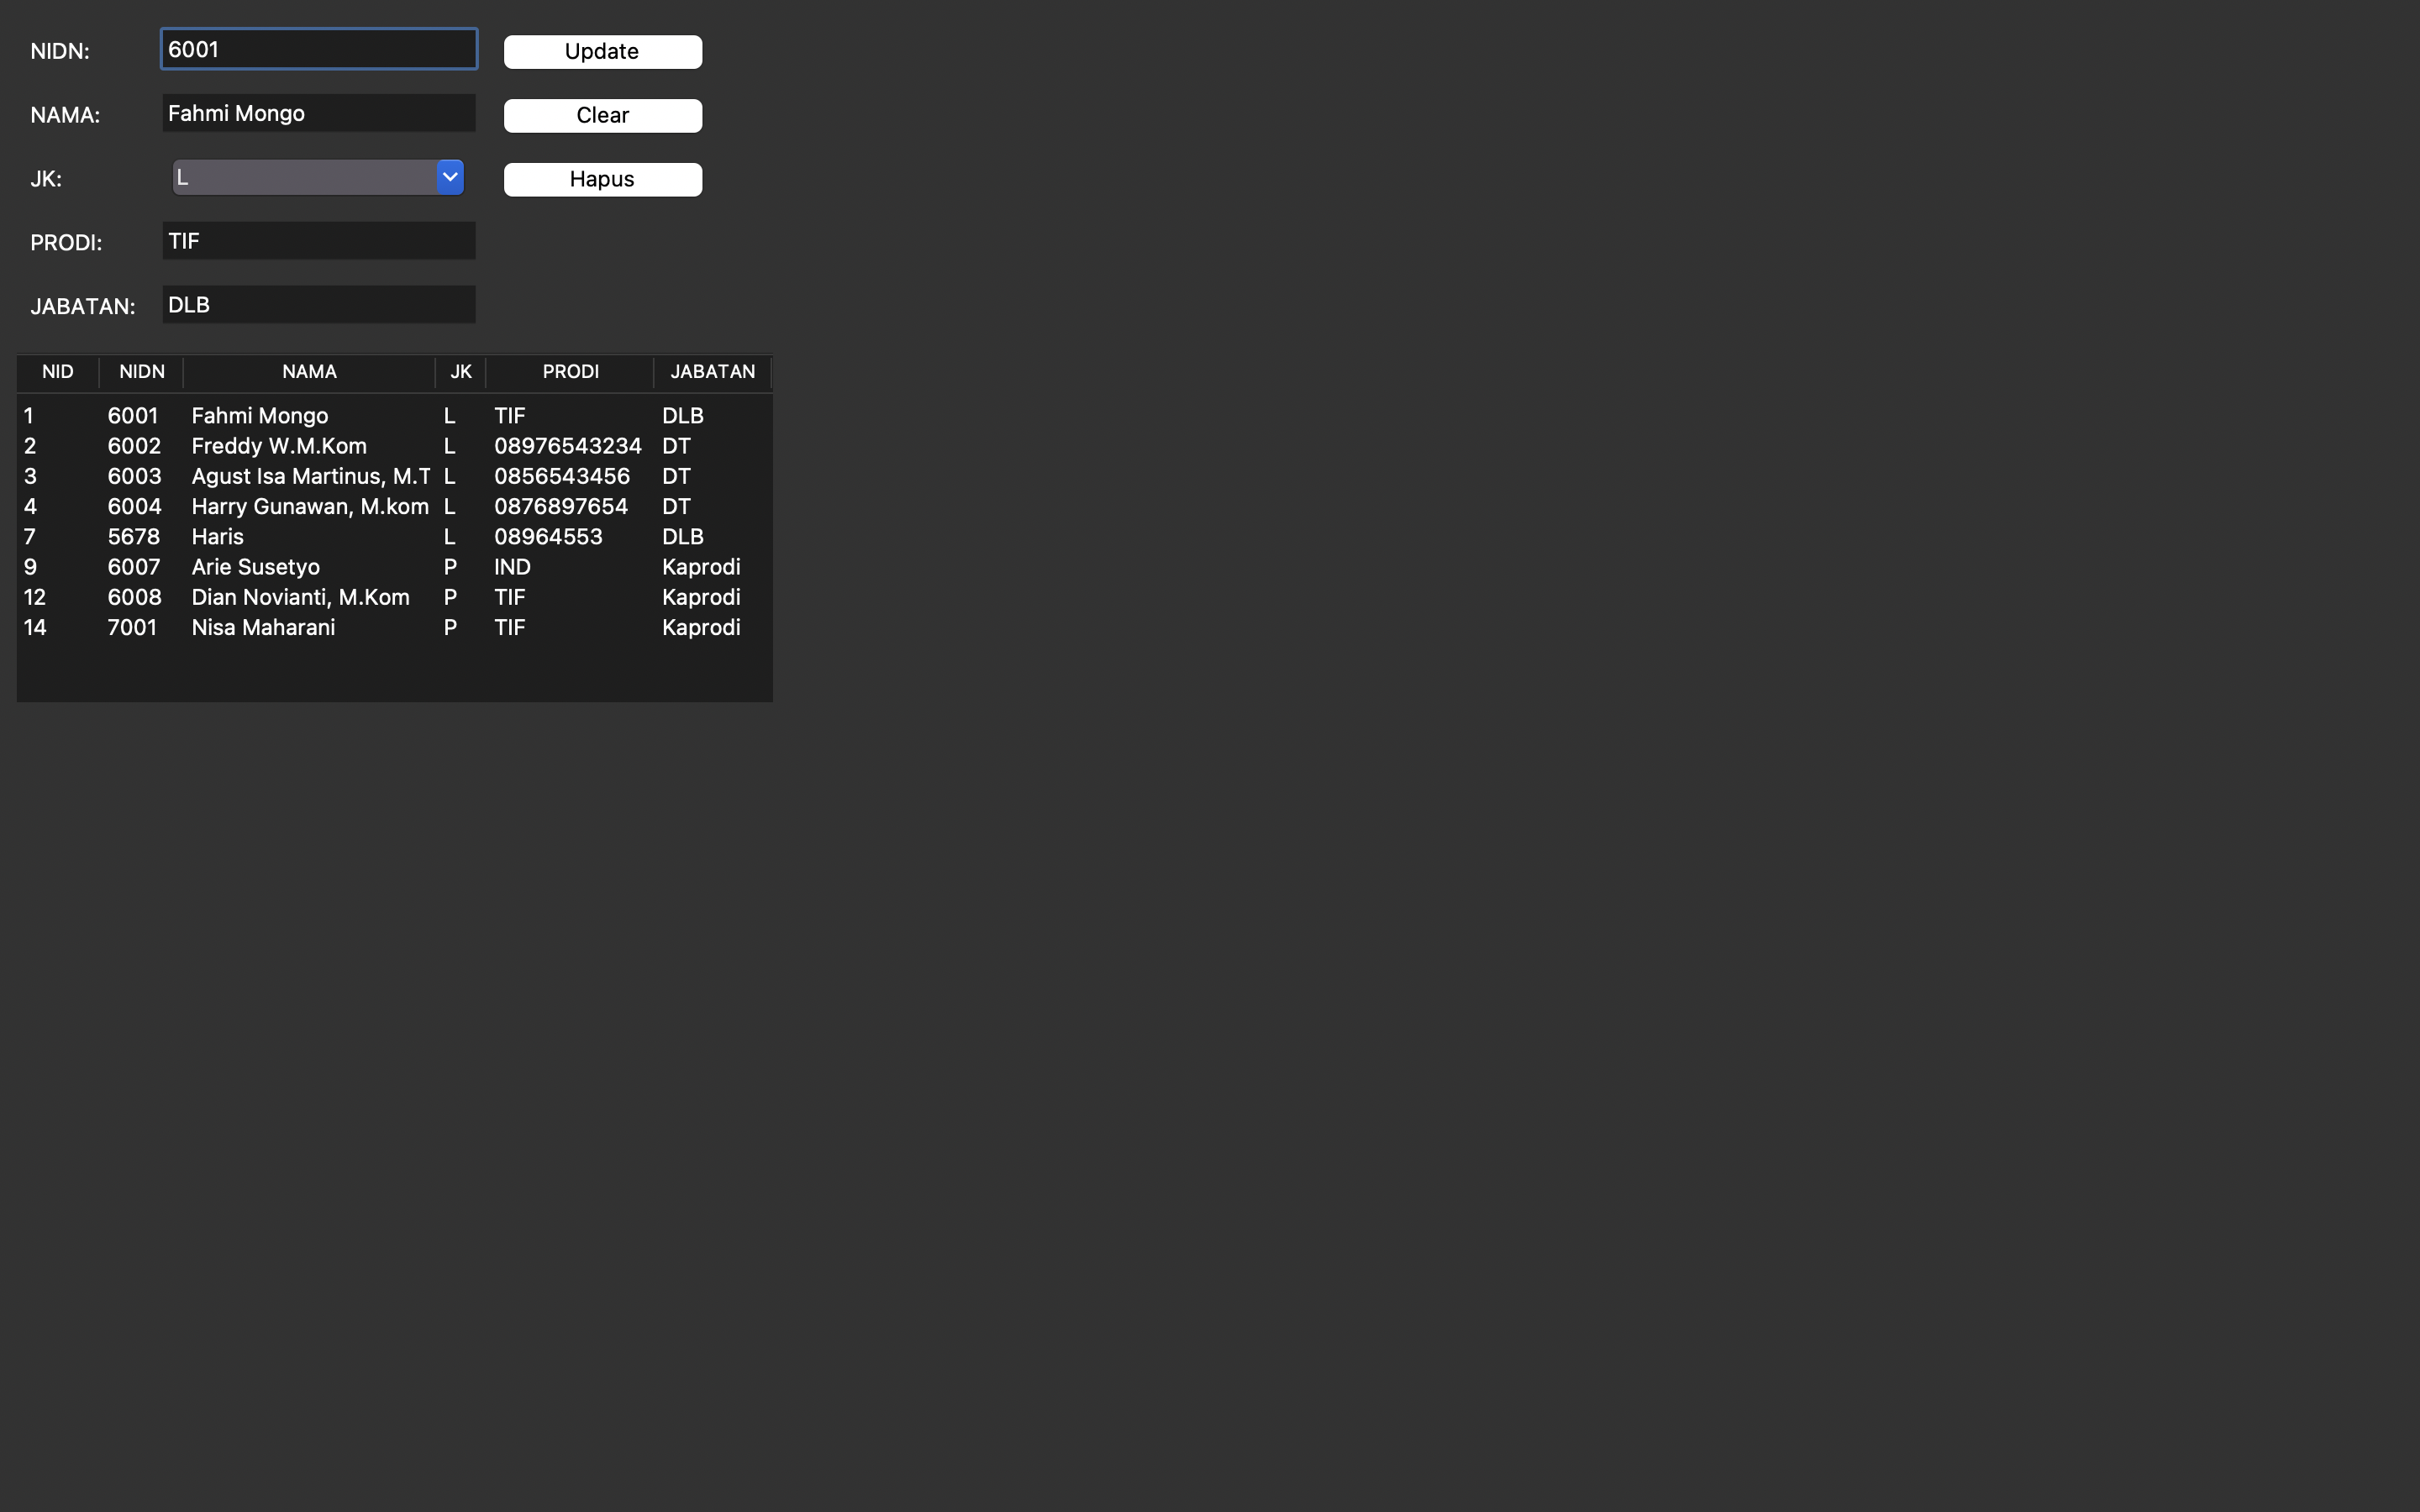 NIDN: 6001 Update
NAMA: Fahmi Mongo Clear
JK: L Hapus
PRODI: TIF
JABATAN: DLB
NID NIDN NAMA JK PRODI JABATAN
1 6001 Fahmi Mongo L TIF DLB
2 6002 Freddy W.M.Kom L 08976543234 DT
3 6003 Agust Isa Martinus, M.T L 0856543456 DT
4 6004 Harry Gunawan, M.kom L 0876897654 DT
7 5678 Haris L 08964553 DLB
9 6007 Arie Susetyo P IND Kaprodi
12 6008 Dian Novianti, M.Kom P TIF Kaprodi
14 7001 Nisa Maharani P TIF Kaprodi